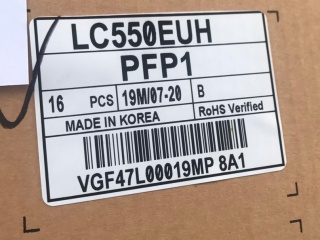 LC550EUH
PFP1
16 PCS 19M/07-20 B
MADE IN KOREA RoHS Verified
VGF47L00019MP 8A1